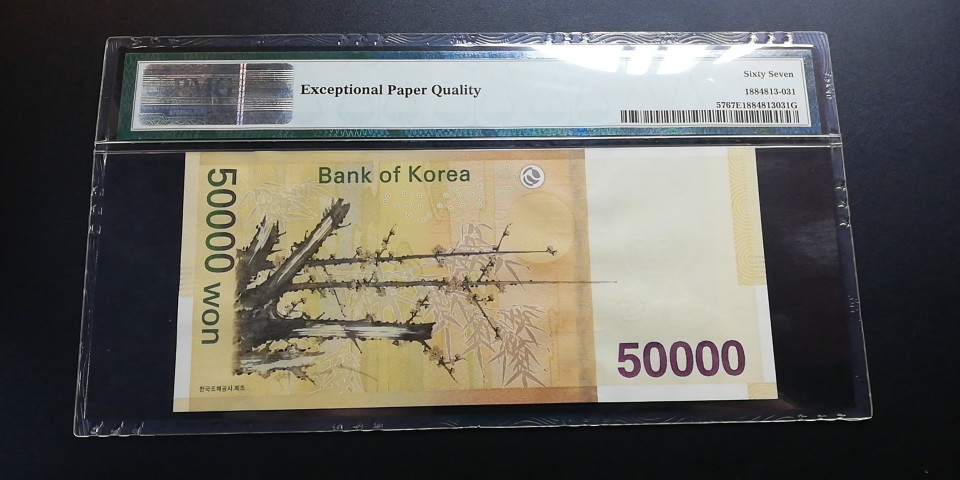 Exceptional Paper Quality
Sixty Seven
1884813-031
5767E1884813031G
Bank of Korea
50000 won
50000
한국조폐공사 제조